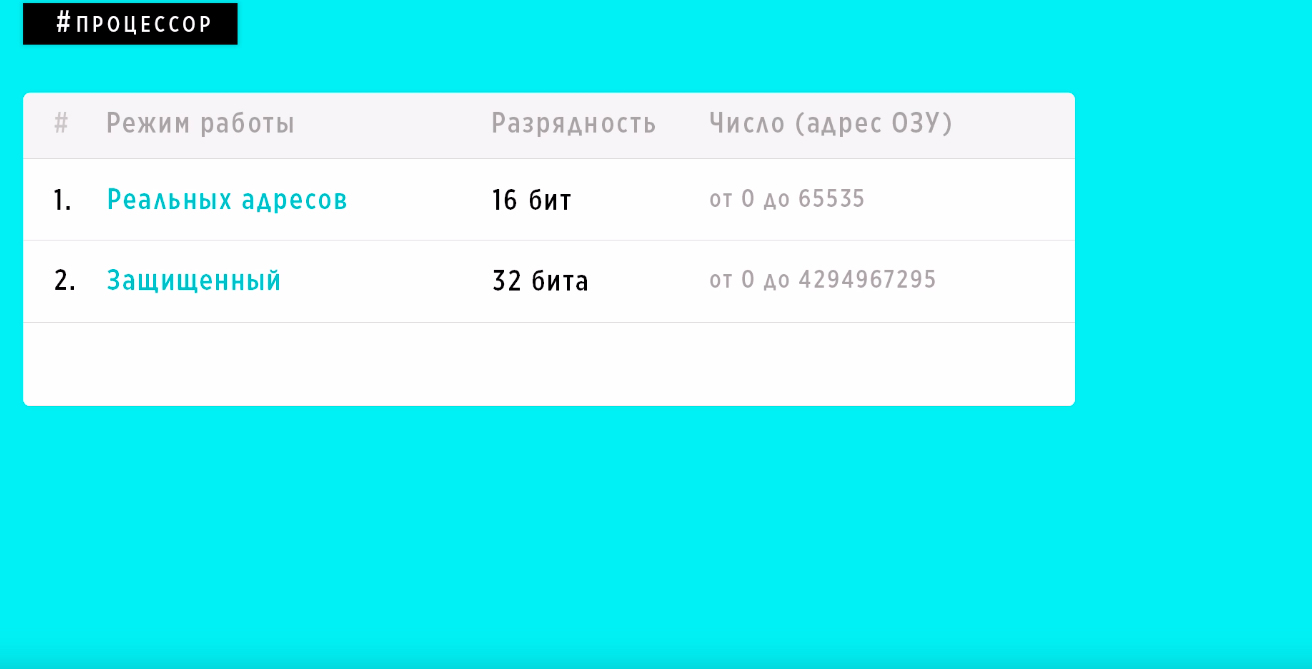 #ПРОЦЕССОР
# Режим работы Разрядность Число (адрес ОЗУ)
1. Реальных адресов 16 бит от 0 до 65535
2. Защищенный 32 бита от 0 до 4294967295